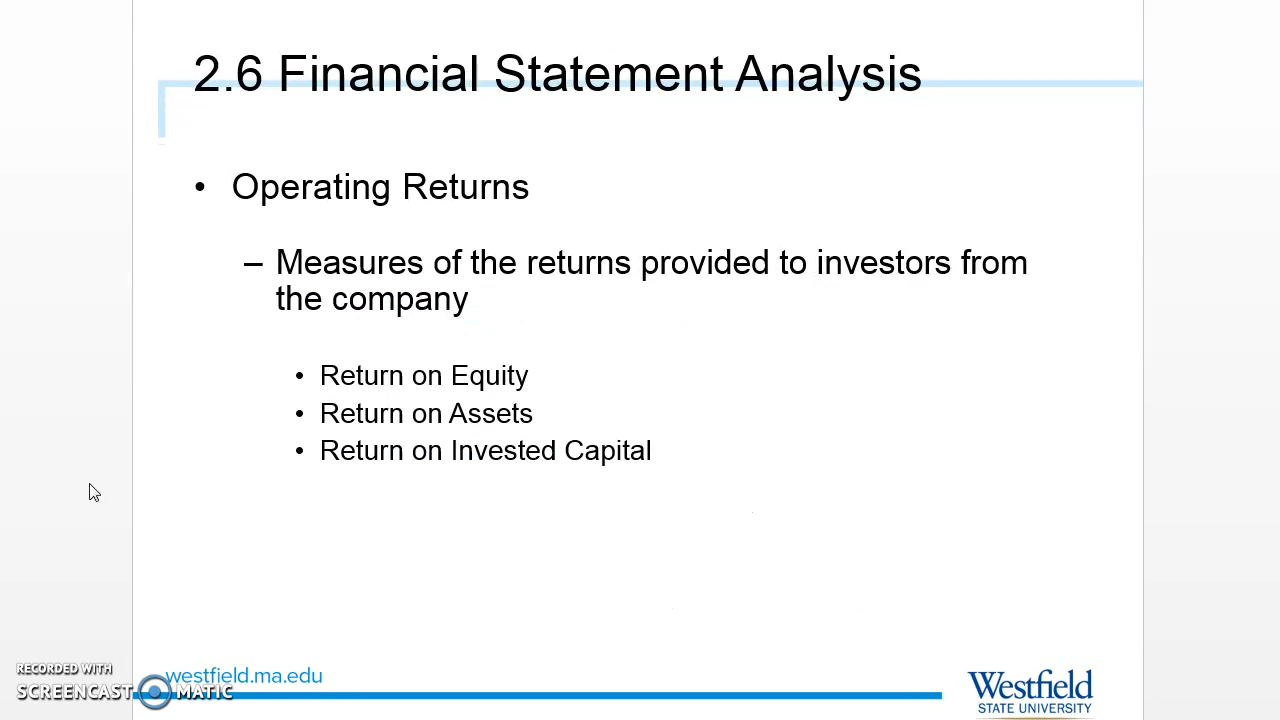 2.6 Financial Statement Analysis
• Operating Returns
– Measures of the returns provided to investors from
the company
• Return on Equity
• Return on Assets
• Return on Invested Capital
RECORDED WITH
SCREENCAST MATIC
westfield.ma.edu
Westfield
STATE UNIVERSITY